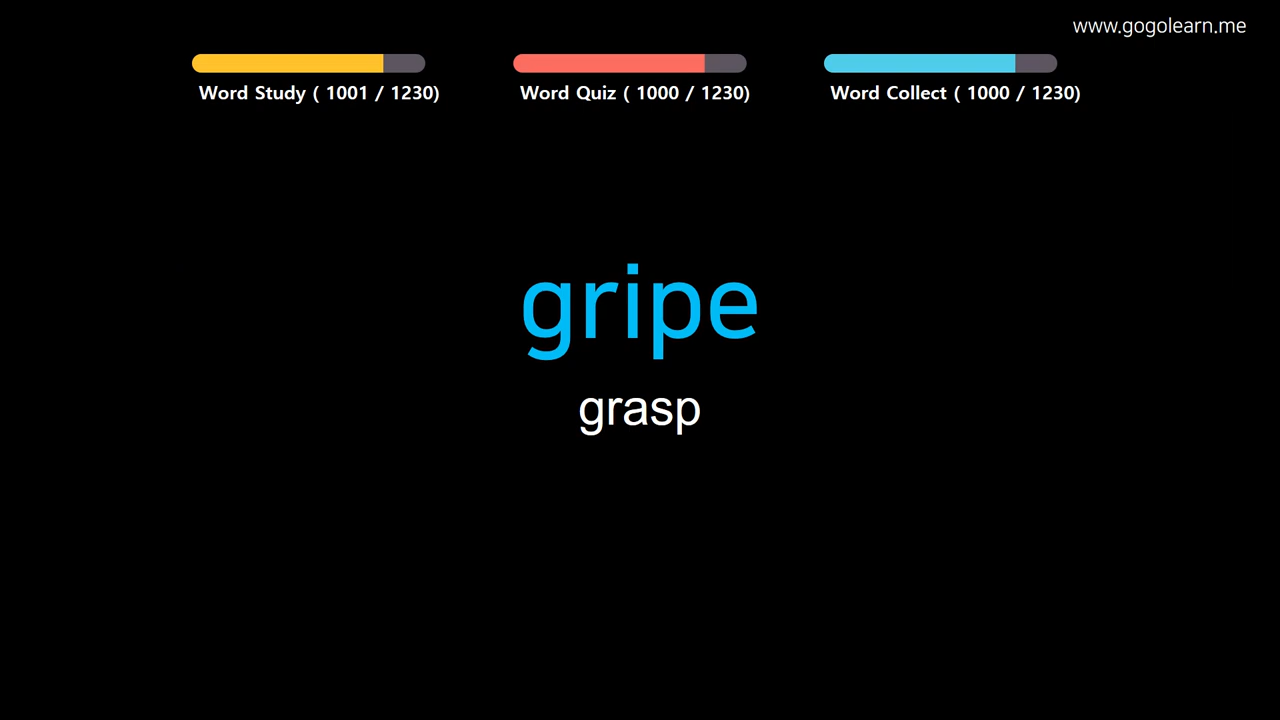 www.gogolearn.me
Word Study ( 1001 / 1230)
Word Quiz ( 1000 / 1230)
Word Collect ( 1000 / 1230)
gripe
grasp